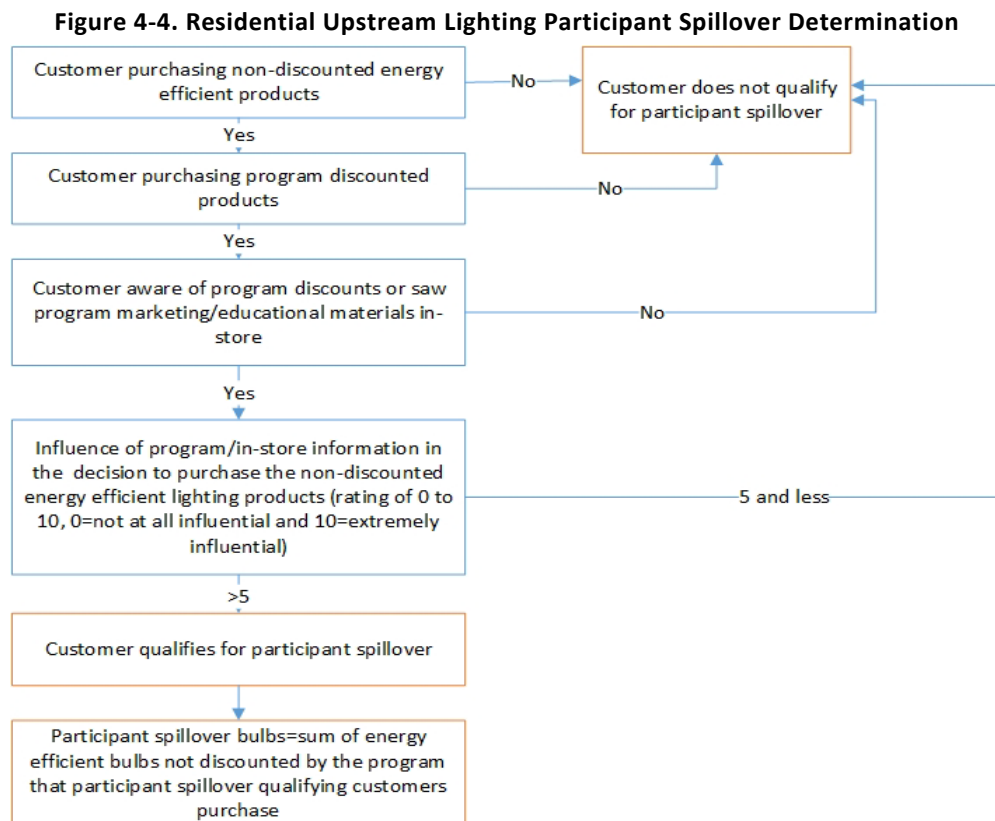 Figure 4-4. Residential Upstream Lighting Participant Spillover Determination
Customer purchasing non-discounted energy
efficient products
No
Customer does not qualify
for participant spillover
Yes
Customer purchasing program discounted
products
No
Yes
Customer aware of program discounts or saw
program marketing/educational materials in-
store
No
Yes
Influence of program/in-store information in
the decision to purchase the non-discounted
energy efficient lighting products (rating of 0 to
10, 0=not at all influential and 10=extremely
influential)
5 and less
>5
Customer qualifies for participant spillover
Participant spillover bulbs=sum of energy
efficient bulbs not discounted by the program
that participant spillover qualifying customers
purchase